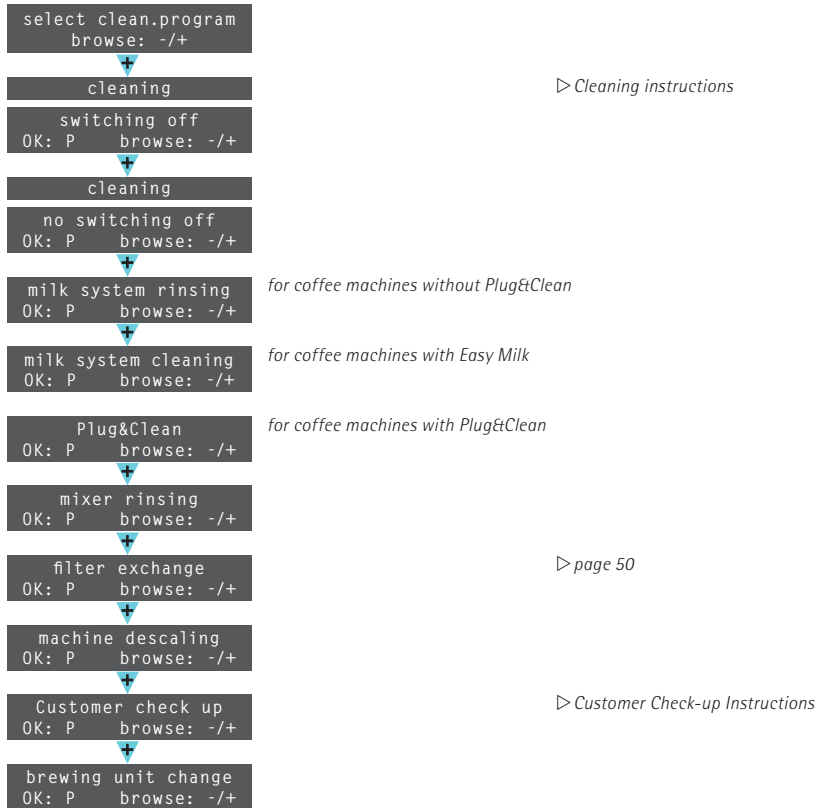 select clean.program
browse: -/+
+
cleaning
▷ Cleaning instructions
switching off
OK: P browse: -/+
+
cleaning
no switching off
OK: P browse: -/+
+
milk system rinsing
OK: P browse: -/+
for coffee machines without Plug&Clean
+
milk system cleaning
OK: P browse: -/+
for coffee machines with Easy Milk
Plug&Clean
OK: P browse: -/+
for coffee machines with Plug&Clean
+
mixer rinsing
OK: P browse: -/+
+
filter exchange
OK: P browse: -/+
▷ page 50
+
machine descaling
OK: P browse: -/+
+
Customer check up
OK: P browse: -/+
▷ Customer Check-up Instructions
+
brewing unit change
OK: P browse: -/+